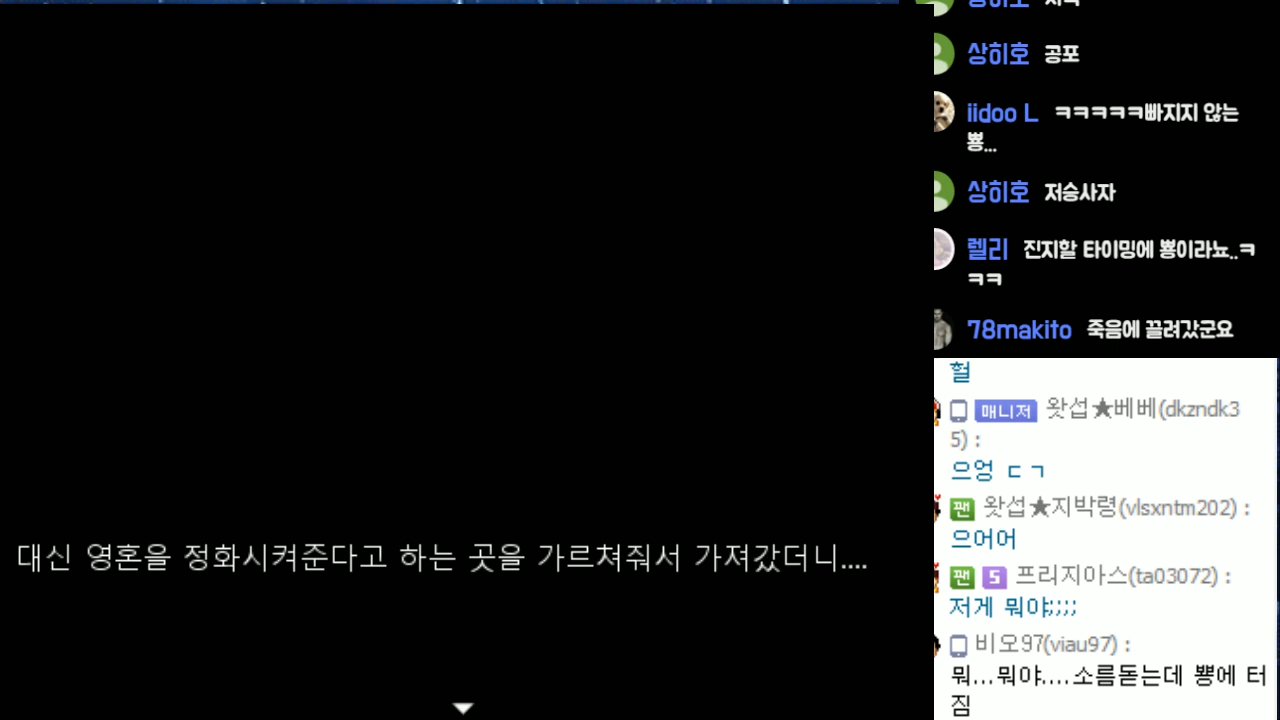 대신 영혼을 정화시켜준다고 하는 곳을 가르쳐줘서 가져갔더니....
상히호 공포
iidoo L ㅋㅋㅋㅋㅋ빠지지 않는
뿅...
상히호 저승사자
렐리 진지할 타이밍에 뿅이라뇨..ㅋ
ㅋㅋ
78makito 죽음에 끌려갔군요
헐
매니저 왓섭★베베(dkzndk3
5) :
으엉 ㄷㄱ
팬 왓섭★지박령(vlsxntm202) :
으어어
팬 S 프리지아스(ta03072) :
저게 뭐야;;;;
비오97(viau97) :
뭐...뭐야....소름돋는데 뿅에 터
짐